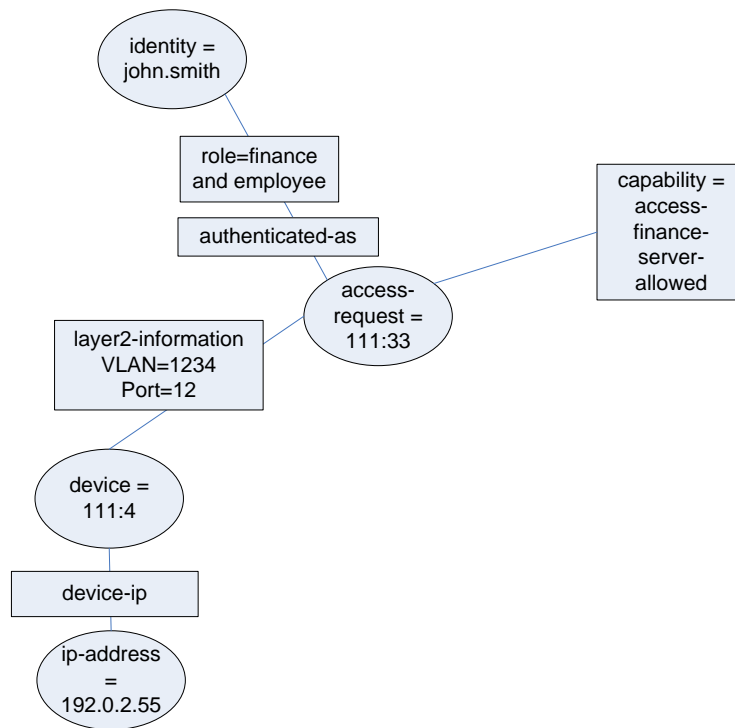 identity =
john.smith
role=finance
and employee
authenticated-as
capability =
access-
finance-
server-
allowed
access-
request =
111:33
layer2-information
VLAN=1234
Port=12
device =
111:4
device-ip
ip-address
=
192.0.2.55